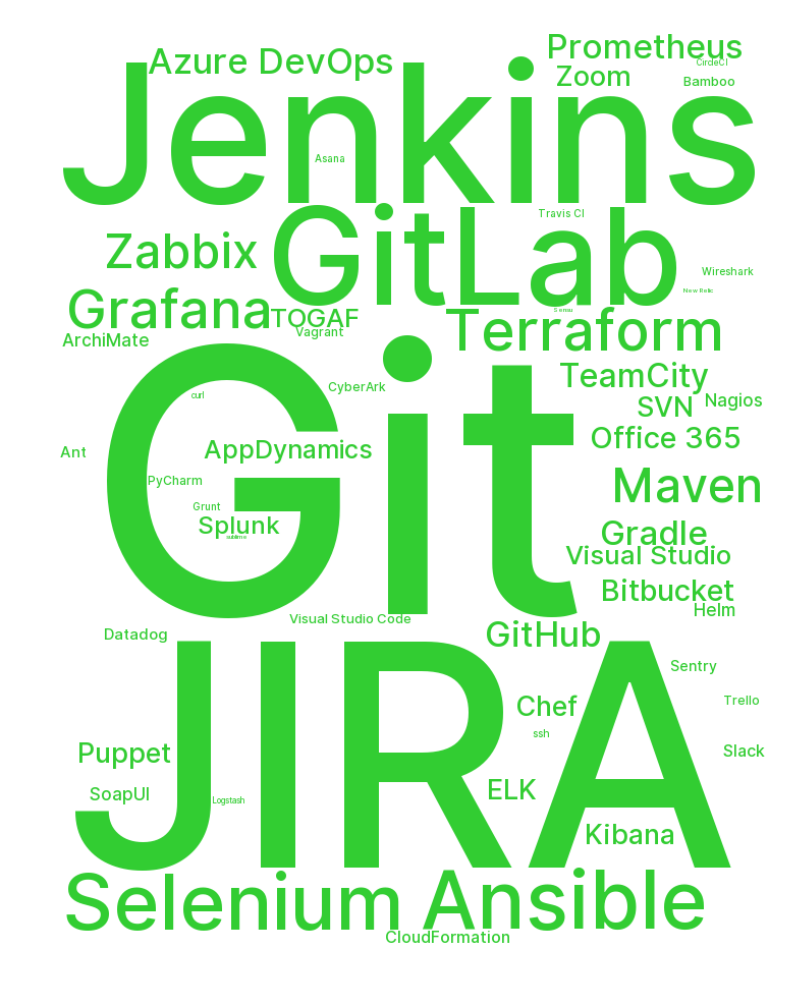 Prometheus
Azure DevOps
CircleCI
Zoom
Bamboo
Jenkins
Asana
Travis CI
GitLab
Zabbix
Wireshark
New Relic
Grafana
TOGAF
Vagrant
Terraform
ArchiMate
Git
TeamCity
CyberArk
curl
SVN
Nagios
Office 365
Ant
AppDynamics
PyCharm
Maven
Grunt
Splunk
sublime
Gradle
Visual Studio
Bitbucket
Helm
Visual Studio Code
Datadog
GitHub
JIRA
Sentry
Chef
Trello
ssh
Puppet
Slack
SoapUI
Logstash
ELK
Kibana
Selenium
Ansible
CloudFormation